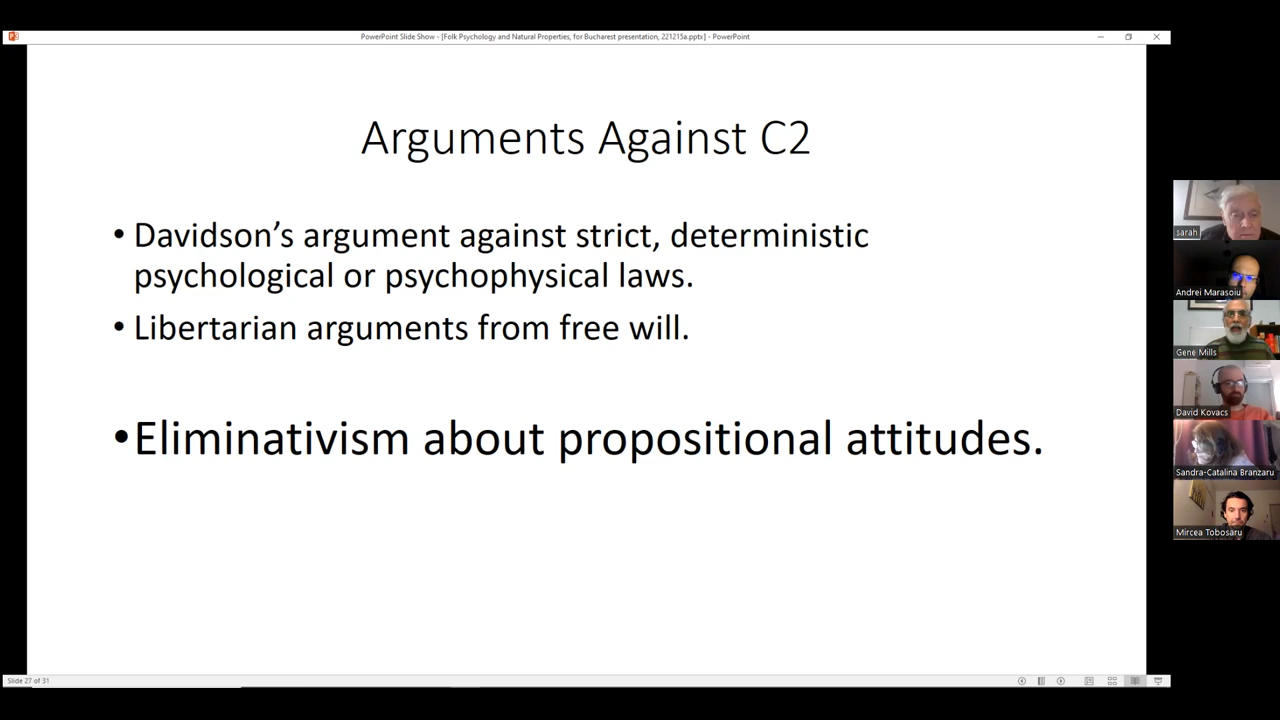 PowerPoint Slide Show - [Folk Psychology and Natural Properties, for Bucharest presentation, 221215a.pptx] - PowerPoint
Arguments Against C2
• Davidson's argument against strict, deterministic
psychological or psychophysical laws.
• Libertarian arguments from free will.
• Eliminativism about propositional attitudes.
sarah
Andrei Marasoiu
Gene Mills
David Kovacs
Sandra-Catalina Branzaru
Mircea Tobosaru
Slide 27 of 31